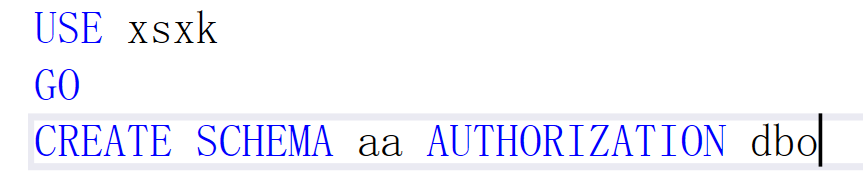 USE xsxk
GO
CREATE SCHEMA aa AUTHORIZATION dbo